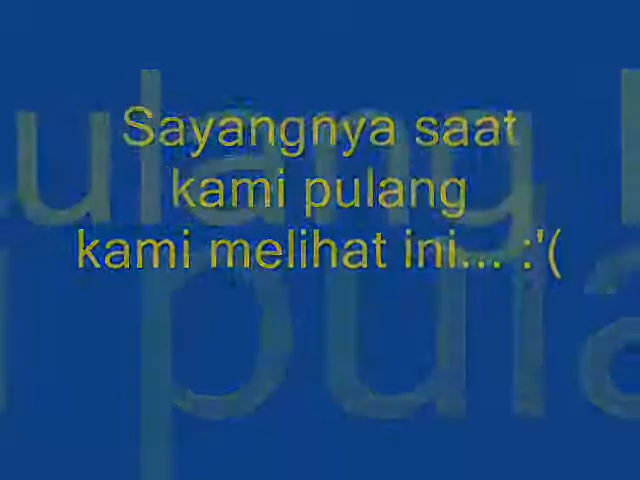 Sayangnya saat
kami pulang
kami melihat ini... :'(